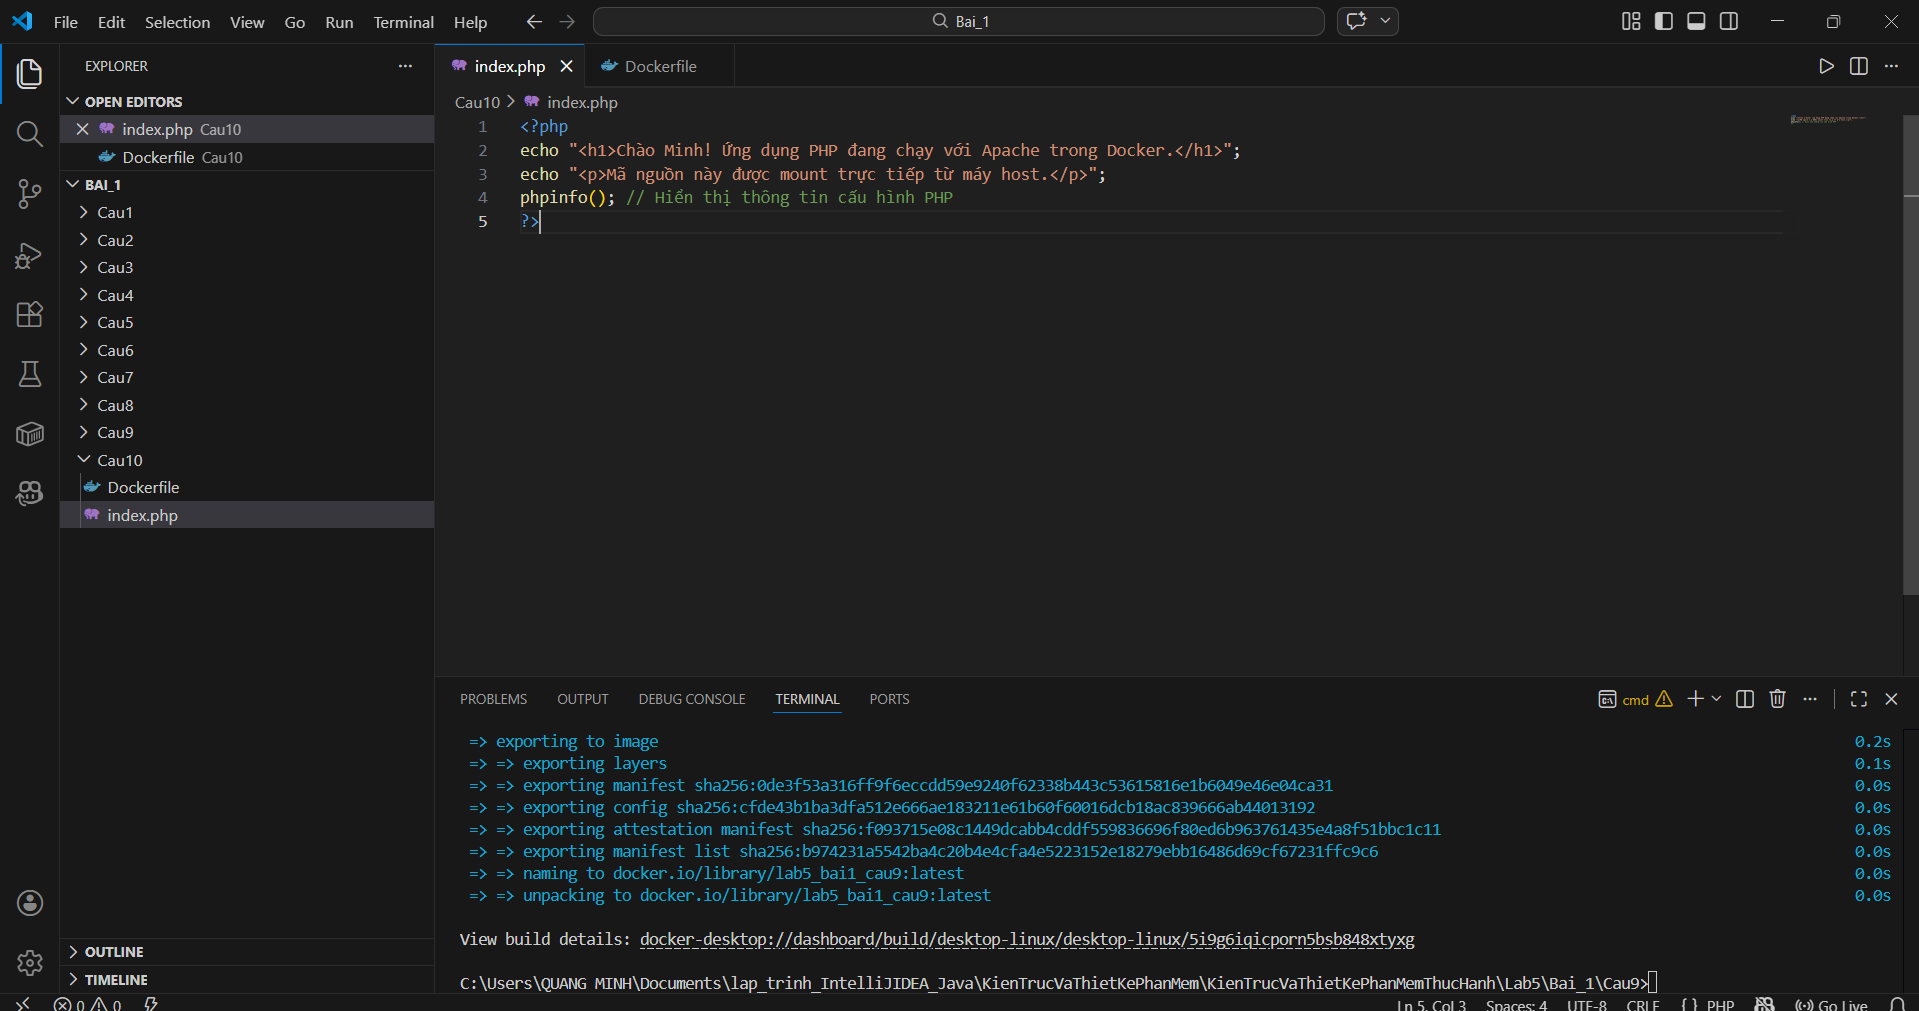 File Edit Selection View Go Run Terminal Help
Bai_1
EXPLORER
OPEN EDITORS
index.php Cau10
Dockerfile Cau10
BAI_1
Cau1
Cau2
Cau3
Cau4
Cau5
Cau6
Cau7
Cau8
Cau9
Cau10
Dockerfile
index.php
OUTLINE
TIMELINE
index.php
Dockerfile
Cau10 > index.php
1 <?php
2 echo "<h1>Chào Minh! Ứng dụng PHP đang chạy với Apache trong Docker.</h1>";
3 echo "<p>Mã nguồn này được mount trực tiếp từ máy host.</p>";
4 phpinfo(); // Hiển thị thông tin cấu hình PHP
5 ?>
PROBLEMS OUTPUT DEBUG CONSOLE TERMINAL PORTS
cmd
=> exporting to image 0.2s
=> => exporting layers 0.1s
=> => exporting manifest sha256:0de3f53a316ff9f6eccdd59e9240f62338b443c53615816e1b6049e46e04ca31 0.0s
=> => exporting config sha256:cfde43b1ba3dfa512e666ae183211e61b60f60016dcb18ac839666ab44013192 0.0s
=> => exporting attestation manifest sha256:f093715e08c1449dcabb4cddf559836696f80ed6b963761435e4a8f51bbc1c11 0.0s
=> => exporting manifest list sha256:b974231a5542ba4c20b4e4cfa4e5223152e18279ebb16486d69cf67231ffc9c6 0.0s
=> => naming to docker.io/library/lab5_bai1_cau9:latest 0.0s
=> => unpacking to docker.io/library/lab5_bai1_cau9:latest 0.0s
View build details: docker-desktop://dashboard/build/desktop-linux/desktop-linux/5i9g6iqicporn5bsb848xtyxg
C:\Users\QUANG MINH\Documents\lap_trinh_IntelliJIDEA_Java\KienTrucVaThietKePhanMem\KienTrucVaThietKePhanMemThucHanh\Lab5\Bai_1\Cau9>
0 0
Ln 5, Col 3 Spaces: 4 UTF-8 CRLF {} PHP Go Live